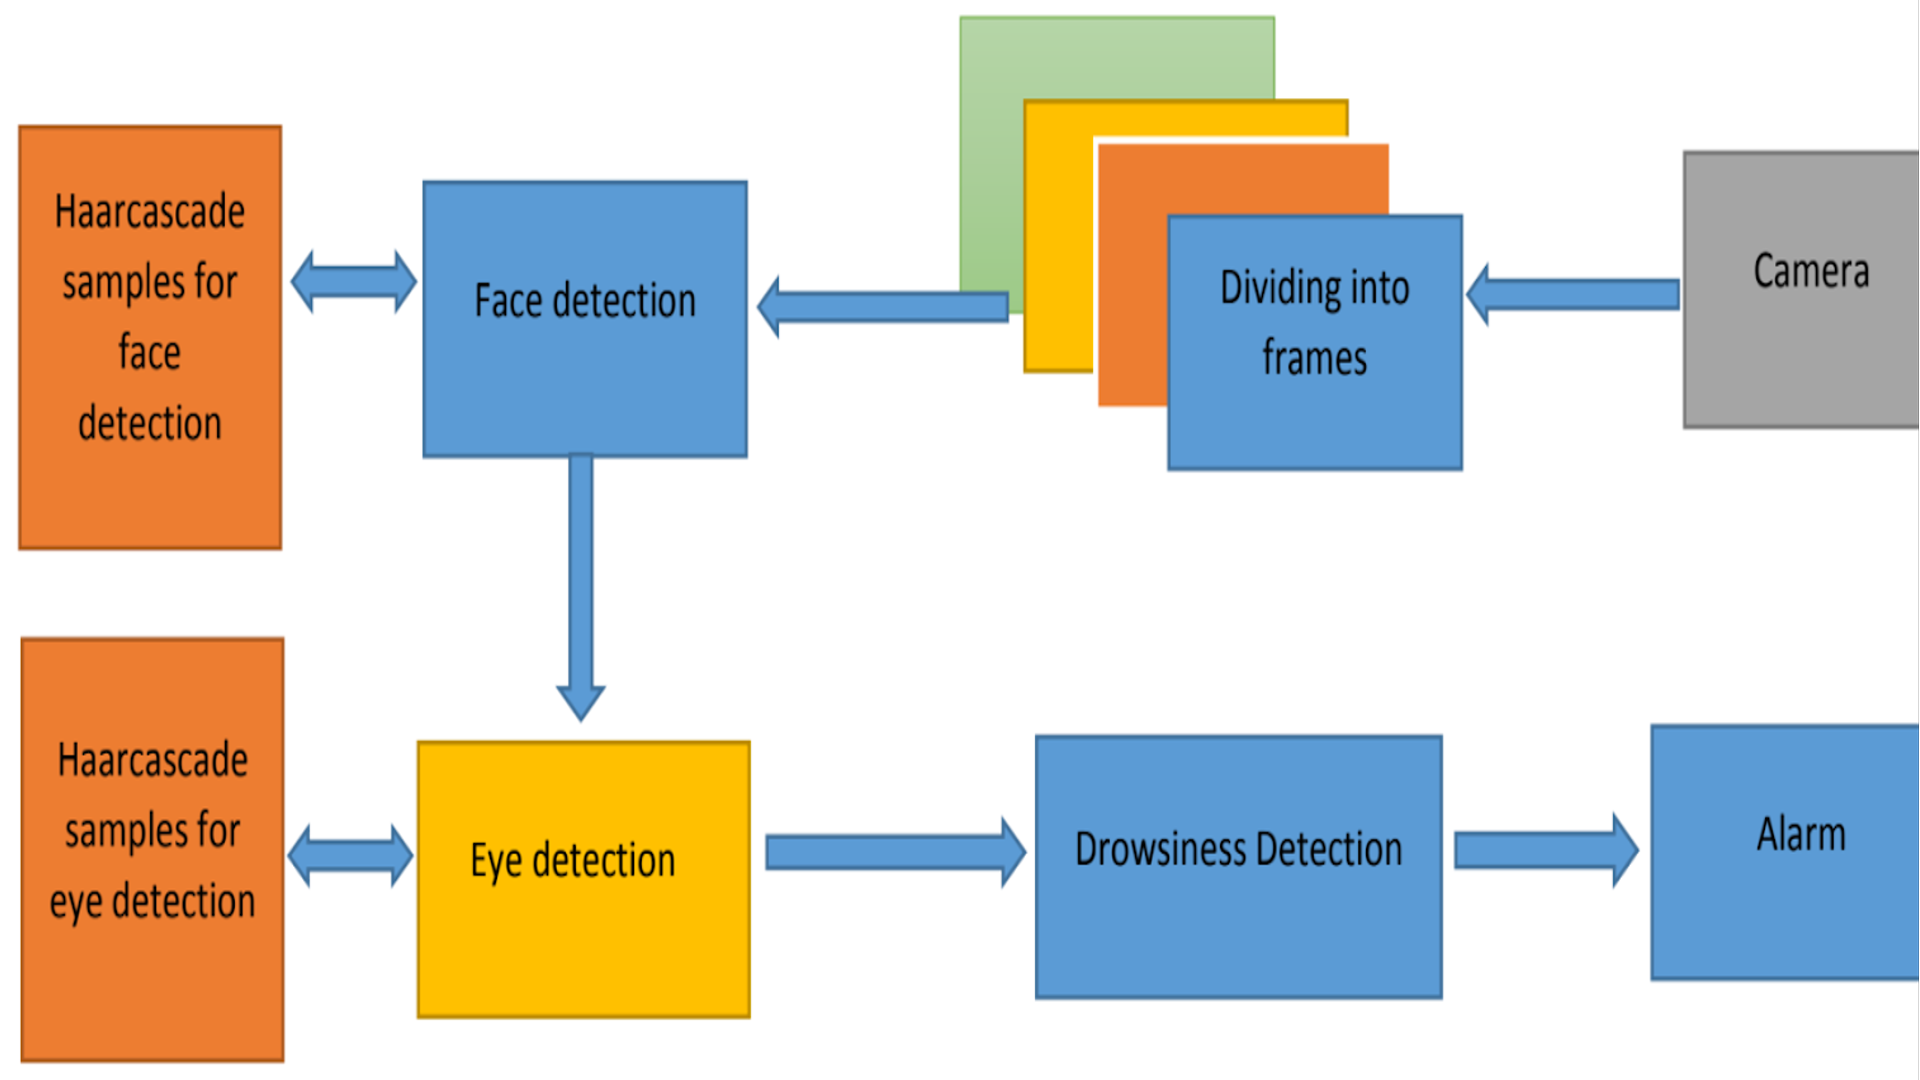 Haarcascade
samples for
face
detection
Face detection
Dividing into
frames
Camera
Haarcascade
samples for
eye detection
Eye detection
Drowsiness Detection
Alarm